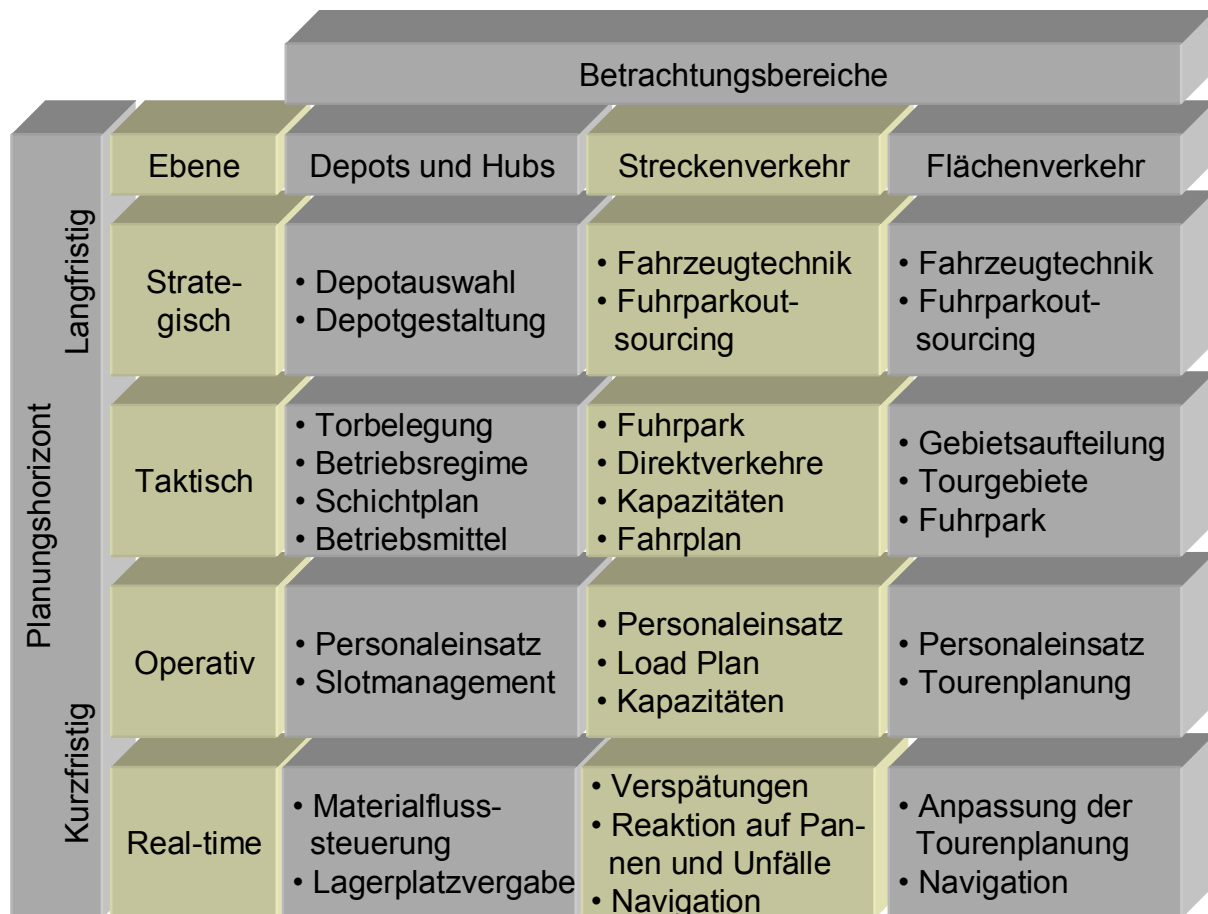 Betrachtungsbereiche
Planungshorizont
Langfristig
Kurzfristig
Ebene
Depots und Hubs
Streckenverkehr
Flächenverkehr
Strate-
gisch
• Depotauswahl
• Depotgestaltung
• Fahrzeugtechnik
• Fuhrparkout-
sourcing
• Fahrzeugtechnik
• Fuhrparkout-
sourcing
Taktisch
• Torbelegung
• Betriebsregime
• Schichtplan
• Betriebsmittel
• Fuhrpark
• Direktverkehre
• Kapazitäten
• Fahrplan
• Gebietsaufteilung
• Tourgebiete
• Fuhrpark
Operativ
• Personaleinsatz
• Slotmanagement
• Personaleinsatz
• Load Plan
• Kapazitäten
• Personaleinsatz
• Tourenplanung
Real-time
• Materialfluss-
steuerung
• Lagerplatzvergabe
• Verspätungen
• Reaktion auf Pan-
nen und Unfälle
• Navigation
• Anpassung der
Tourenplanung
• Navigation